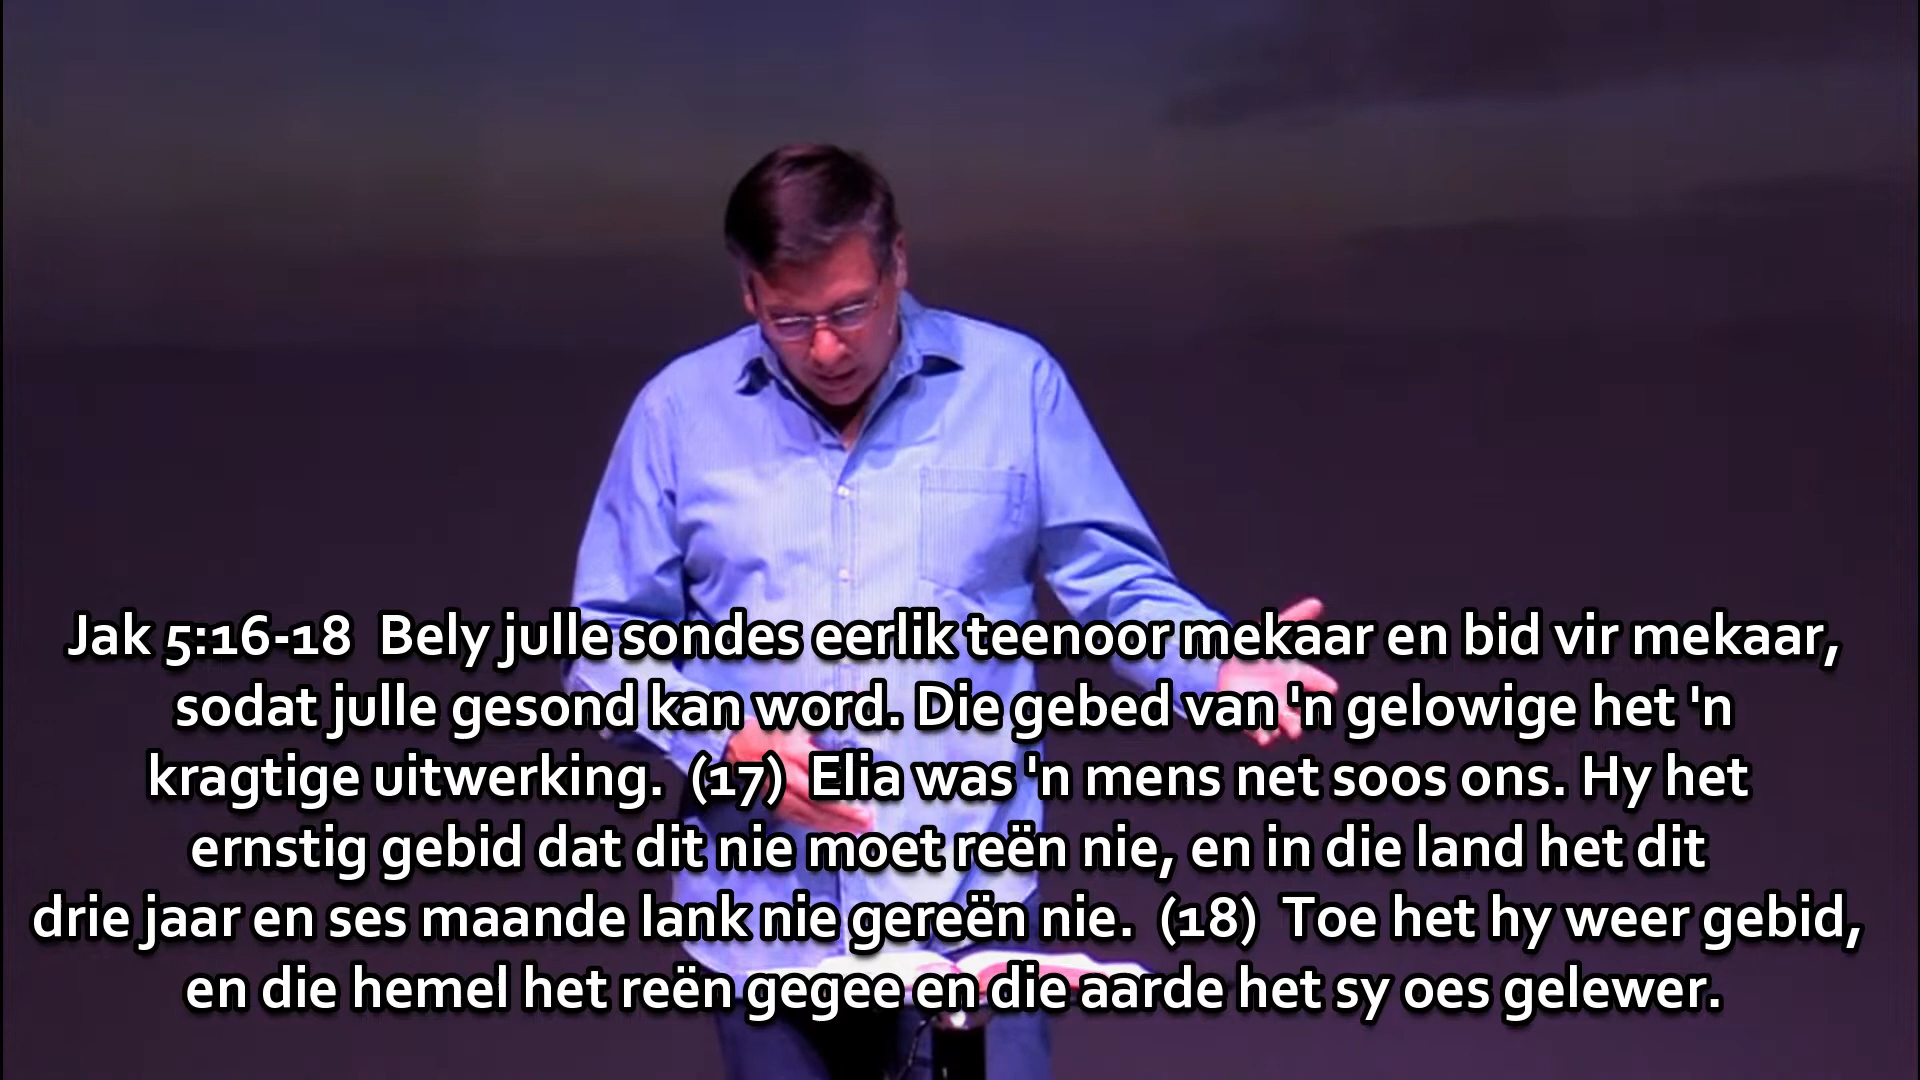 Jak 5:16-18  Bely julle sondes eerlik teenoor mekaar en bid vir mekaar,
sodat julle gesond kan word. Die gebed van 'n gelowige het 'n
kragtige uitwerking.  (17)  Elia was 'n mens net soos ons. Hy het
ernstig gebid dat dit nie moet reën nie, en in die land het dit
drie jaar en ses maande lank nie gereën nie.  (18)  Toe het hy weer gebid,
en die hemel het reën gegee en die aarde het sy oes gelewer.